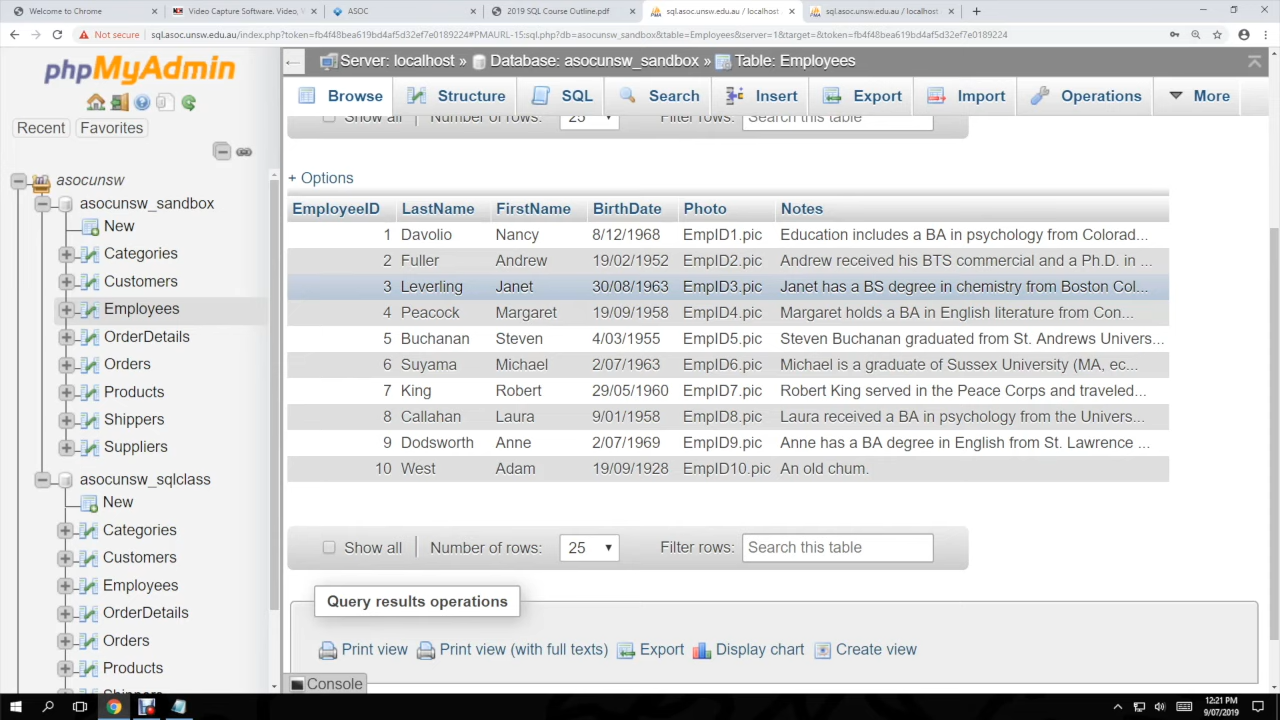 Welcome to Chrome
Video Capture Software. Video, V
ASOC
2019 SQL Course Outline.pdf
sql.asoc.unsw.edu.au / localhost
sql.asoc.unsw.edu.au / localhost
Not secure | sql.asoc.unsw.edu.au/index.php?token=fb4f48bea619bd4af5d32ef7e0189224#PMAURL-15:sql.php?db=asocunsw_sandbox&table=Employees&server=1&target=&token=fb4f48bea619bd4af5d32ef7e0189224
phpMyAdmin
Recent
Favorites
asocunsw
asocunsw_sandbox
New
Categories
Customers
Employees
OrderDetails
Orders
Products
Shippers
Suppliers
asocunsw_sqlclass
New
Categories
Customers
Employees
OrderDetails
Orders
Products
Shippers
Server: localhost » Database: asocunsw_sandbox » Table: Employees
Browse Structure SQL Search Insert Export Import Operations More
Show all | Number of rows: 25 Filter rows: Search this table
+ Options
EmployeeID LastName FirstName BirthDate Photo Notes
1 Davolio Nancy 8/12/1968 EmpID1.pic Education includes a BA in psychology from Colorad...
2 Fuller Andrew 19/02/1952 EmpID2.pic Andrew received his BTS commercial and a Ph.D. in ...
3 Leverling Janet 30/08/1963 EmpID3.pic Janet has a BS degree in chemistry from Boston Col...
4 Peacock Margaret 19/09/1958 EmpID4.pic Margaret holds a BA in English literature from Con...
5 Buchanan Steven 4/03/1955 EmpID5.pic Steven Buchanan graduated from St. Andrews Univers...
6 Suyama Michael 2/07/1963 EmpID6.pic Michael is a graduate of Sussex University (MA, ec...
7 King Robert 29/05/1960 EmpID7.pic Robert King served in the Peace Corps and traveled...
8 Callahan Laura 9/01/1958 EmpID8.pic Laura received a BA in psychology from the Univers...
9 Dodsworth Anne 2/07/1969 EmpID9.pic Anne has a BA degree in English from St. Lawrence ...
10 West Adam 19/09/1928 EmpID10.pic An old chum.
Show all | Number of rows: 25 Filter rows: Search this table
Query results operations
Print view Print view (with full texts) Export Display chart Create view
Console
12:21 PM
9/07/2019